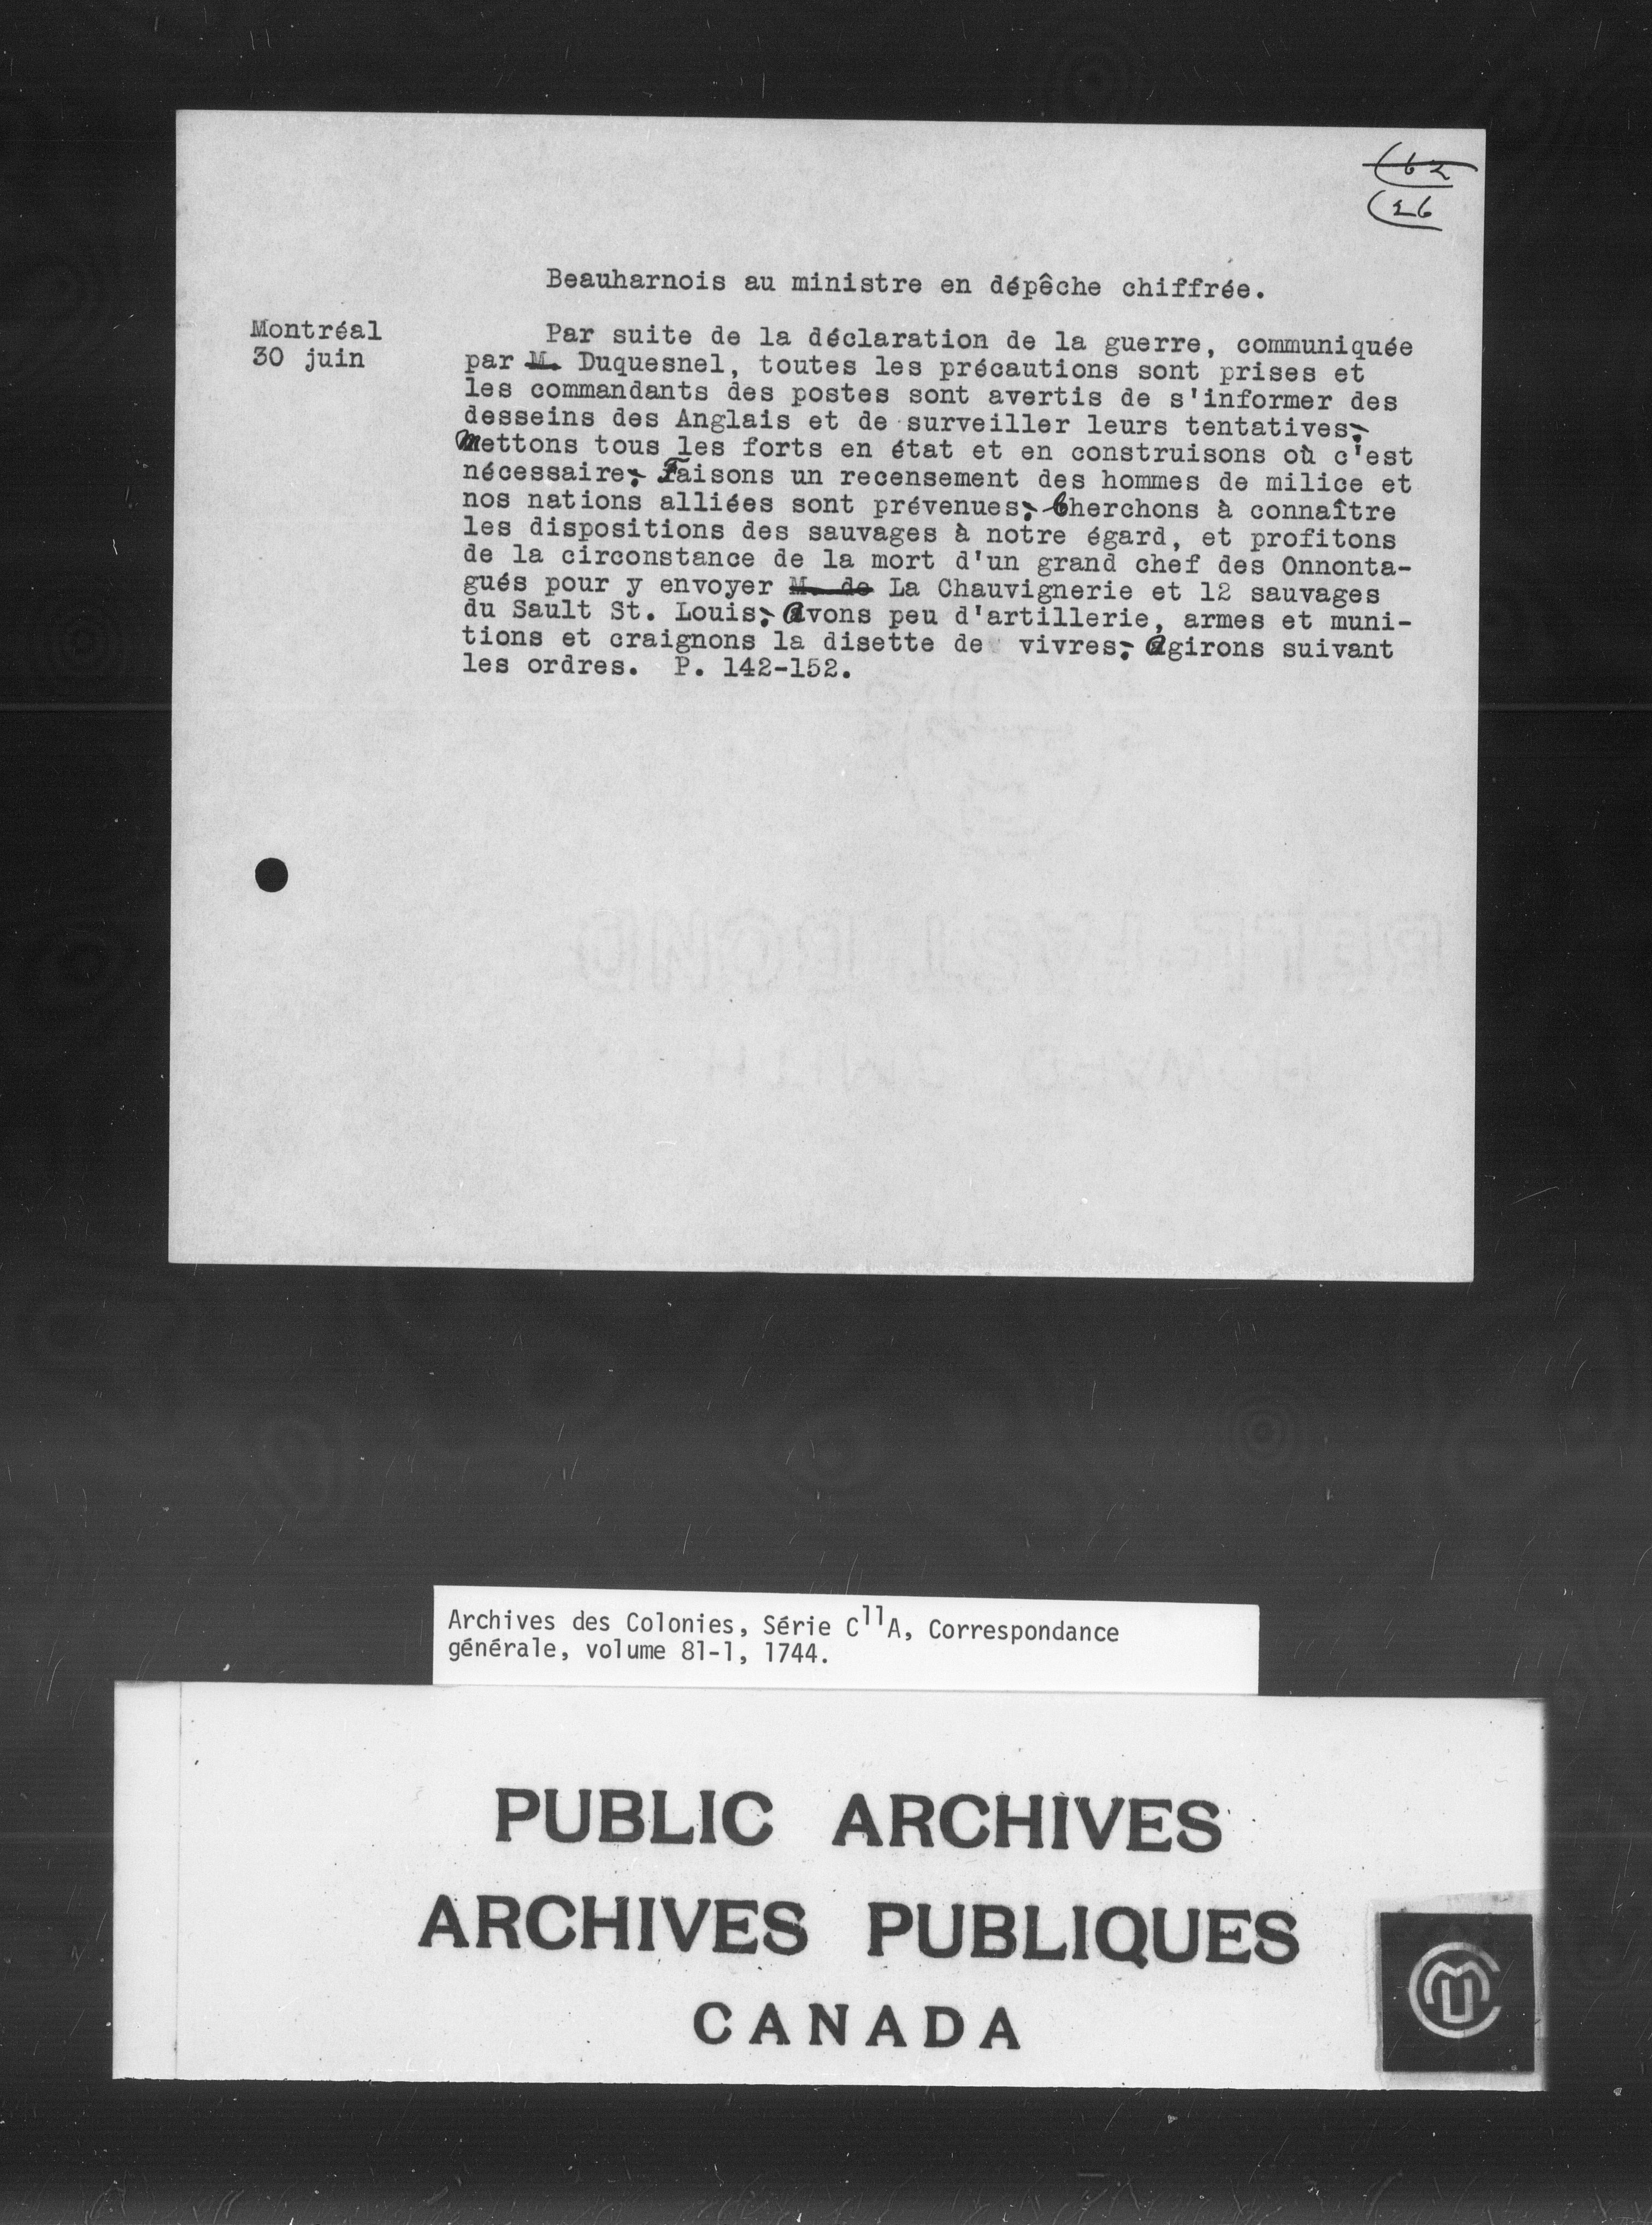 62
26
Beauharnois au ministre en dépêche chiffrée.
Montréal
30 juin
Par suite de la déclaration de la guerre, communiquée
par M. Duquesnel, toutes les précautions sont prises et
les commandants des postes sont avertis de s'informer des
desseins des Anglais et de surveiller leurs tentatives;
Mettons tous les forts en état et en construisons où c'est
nécessaire; Faisons un recensement des hommes de milice et
nos nations alliées sont prévenues; Cherchons à connaître
les dispositions des sauvages à notre égard, et profitons
de la circonstance de la mort d'un grand chef des Onnonta-
gués pour y envoyer M. de La Chauvignerie et 12 sauvages
du Sault St. Louis; avons peu d'artillerie, armes et muni-
tions et craignons la disette de vivres; agirons suivant
les ordres. P. 142-152.
Archives des Colonies, Série C11A, Correspondance
générale, volume 81-1, 1744.
PUBLIC ARCHIVES
ARCHIVES PUBLIQUES
CANADA